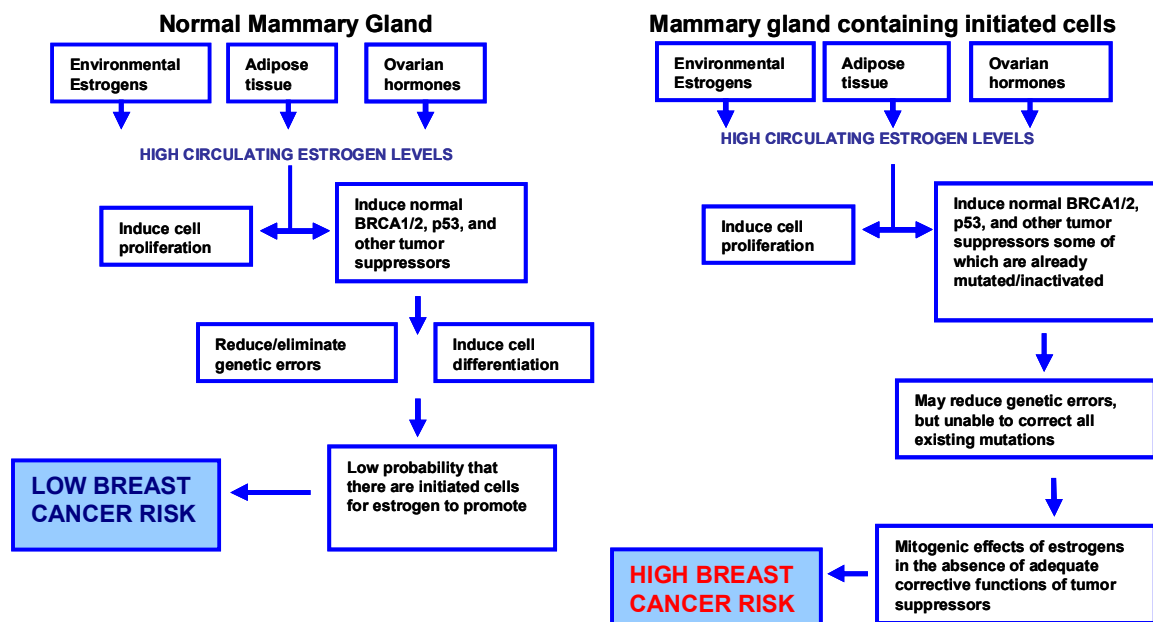 Normal Mammary Gland
Environmental
Estrogens
Adipose
tissue
Ovarian
hormones
HIGH CIRCULATING ESTROGEN LEVELS
Induce cell
proliferation
Induce normal
BRCA1/2, p53, and
other tumor
suppressors
Reduce/eliminate
genetic errors
Induce cell
differentiation
Low probability that
there are initiated cells
for estrogen to promote
LOW BREAST
CANCER RISK
Mammary gland containing initiated cells
Environmental
Estrogens
Adipose
tissue
Ovarian
hormones
HIGH CIRCULATING ESTROGEN LEVELS
Induce cell
proliferation
Induce normal BRCA1/2,
p53, and other tumor
suppressors some of
which are already
mutated/inactivated
May reduce genetic errors,
but unable to correct all
existing mutations
Mitogenic effects of estrogens
in the absence of adequate
corrective functions of tumor
suppressors
HIGH BREAST
CANCER RISK